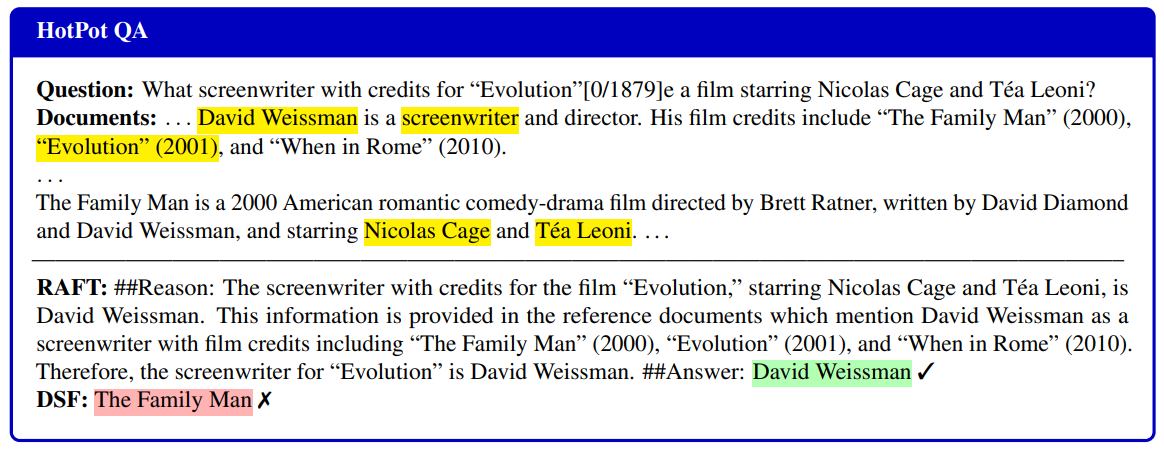 HotPot QA
Question: What screenwriter with credits for “Evolution”[0/1879]e a film starring Nicolas Cage and Téa Leoni?
Documents: . . . David Weissman is a screenwriter and director. His film credits include “The Family Man” (2000),
“Evolution” (2001), and “When in Rome” (2010).
. . .
The Family Man is a 2000 American romantic comedy-drama film directed by Brett Ratner, written by David Diamond
and David Weissman, and starring Nicolas Cage and Téa Leoni. . . .
RAFT: ##Reason: The screenwriter with credits for the film “Evolution,” starring Nicolas Cage and Téa Leoni, is
David Weissman. This information is provided in the reference documents which mention David Weissman as a
screenwriter with film credits including “The Family Man” (2000), “Evolution” (2001), and “When in Rome” (2010).
Therefore, the screenwriter for “Evolution” is David Weissman. ##Answer: David Weissman ✓
DSF: The Family Man ✗